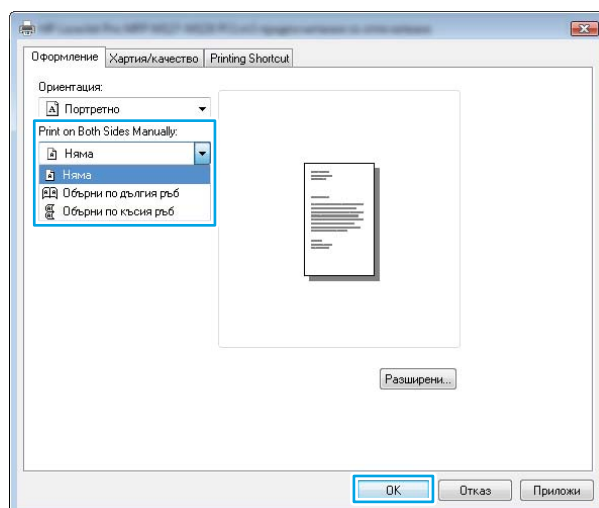 Оформление Хартия/качество Printing Shortcut
Ориентация:
Портретно
Print on Both Sides Manually:
Няма
Няма
Обърни по дългия ръб
Обърни по късия ръб
Разширени...
OK Отказ Приложи